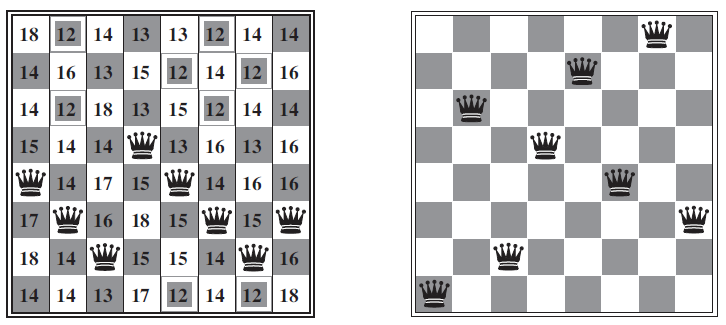 18 12 14 13 13 12 14 14
14 16 13 15 12 14 12 16
14 12 18 13 15 12 14 14
15 14 14 13 16 13 16
14 17 15 14 16 16
17 16 18 15 15
18 14 15 15 14 16
14 14 13 17 12 14 12 18